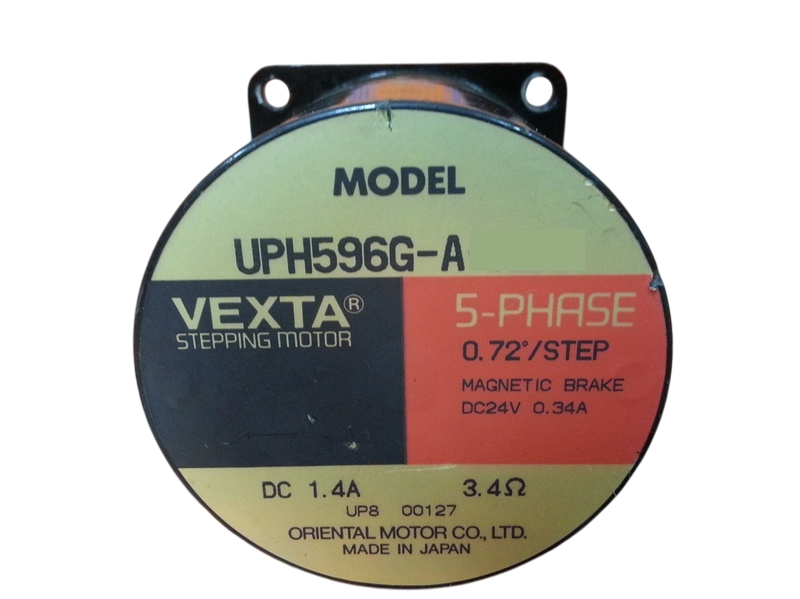 MODEL
UPH596G-A
VEXTA®
STEPPING MOTOR
5-PHASE
0.72°/STEP
MAGNETIC BRAKE
DC24V 0.34A
DC 1.4A 3.4Ω
UP8 00127
ORIENTAL MOTOR CO., LTD.
MADE IN JAPAN